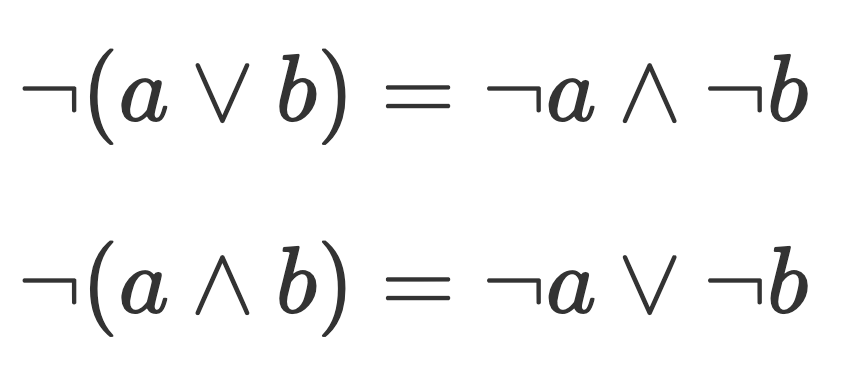 ¬(a ∨ b) = ¬a ∧ ¬b
¬(a ∧ b) = ¬a ∨ ¬b